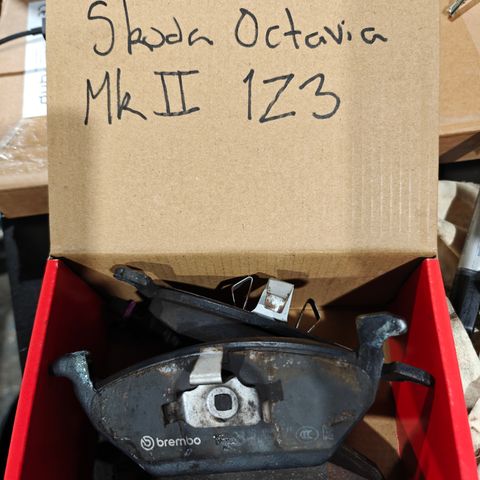 Skoda Octavia
Mk II 1Z3
brembo